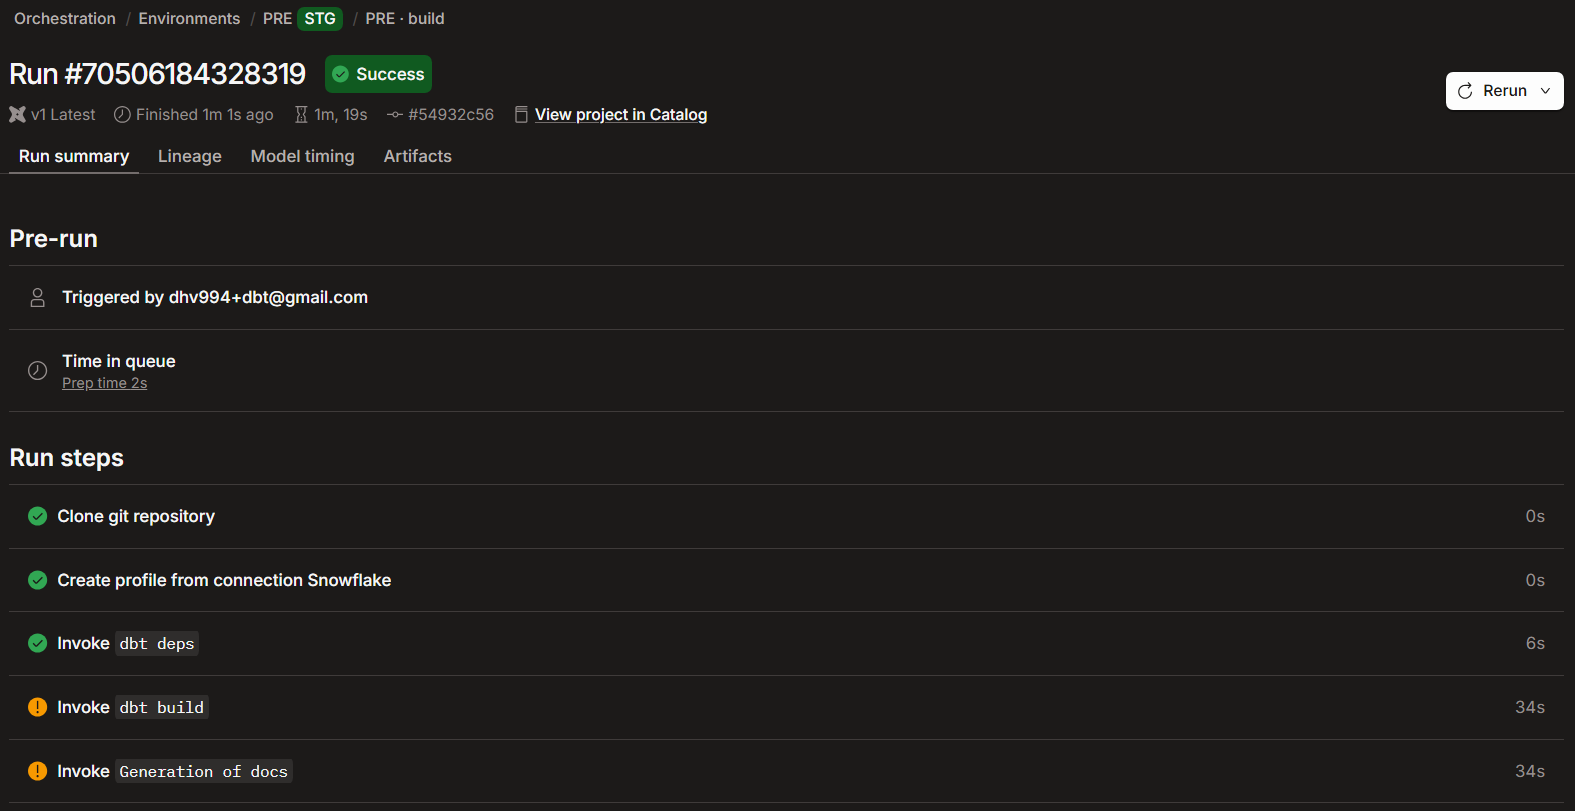 Orchestration / Environments / PRE STG / PRE · build
Run #70506184328319 Success
Rerun
v1 Latest Finished 1m 1s ago 1m, 19s #54932c56 View project in Catalog
Run summary Lineage Model timing Artifacts
Pre-run
Triggered by dhv994+dbt@gmail.com
Time in queue
Prep time 2s
Run steps
Clone git repository 0s
Create profile from connection Snowflake 0s
Invoke dbt deps 6s
Invoke dbt build 34s
Invoke Generation of docs 34s